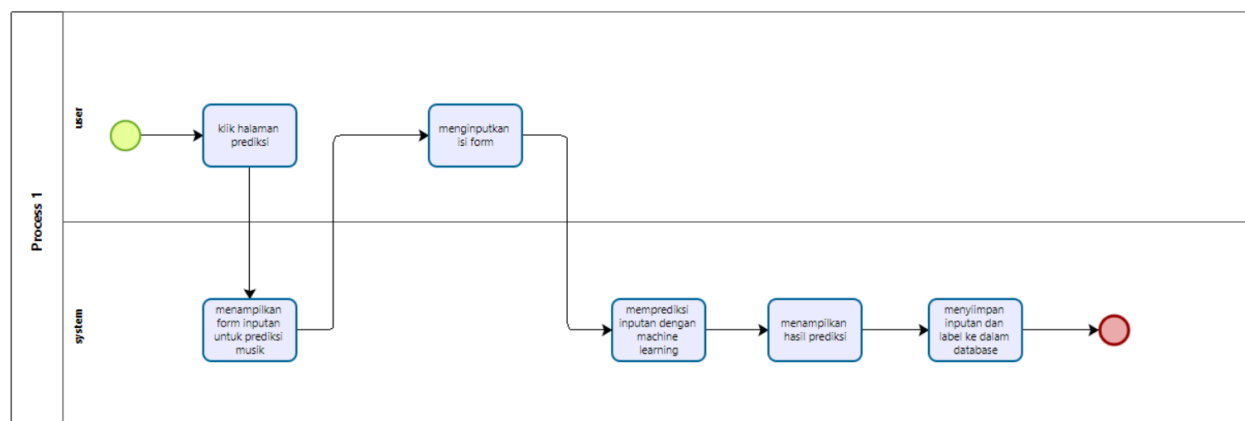 Process 1
user
klik halaman
prediksi
menginputkan
isi form
system
menampilkan
form inputan
untuk prediksi
musik
memprediksi
inputan dengan
machine
learning
menampilkan
hasil prediksi
menyiimpan
inputan dan
label ke dalam
database